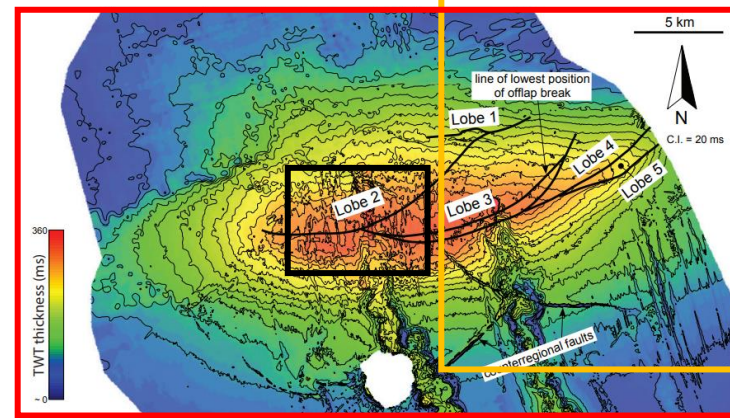 5 km
line of lowest position
of offlap break
Lobe 1
N
C.I. = 20 ms
Lobe 4
Lobe 2
Lobe 3
Lobe 5
360
TWT thickness (ms)
~ 0
counterregional faults